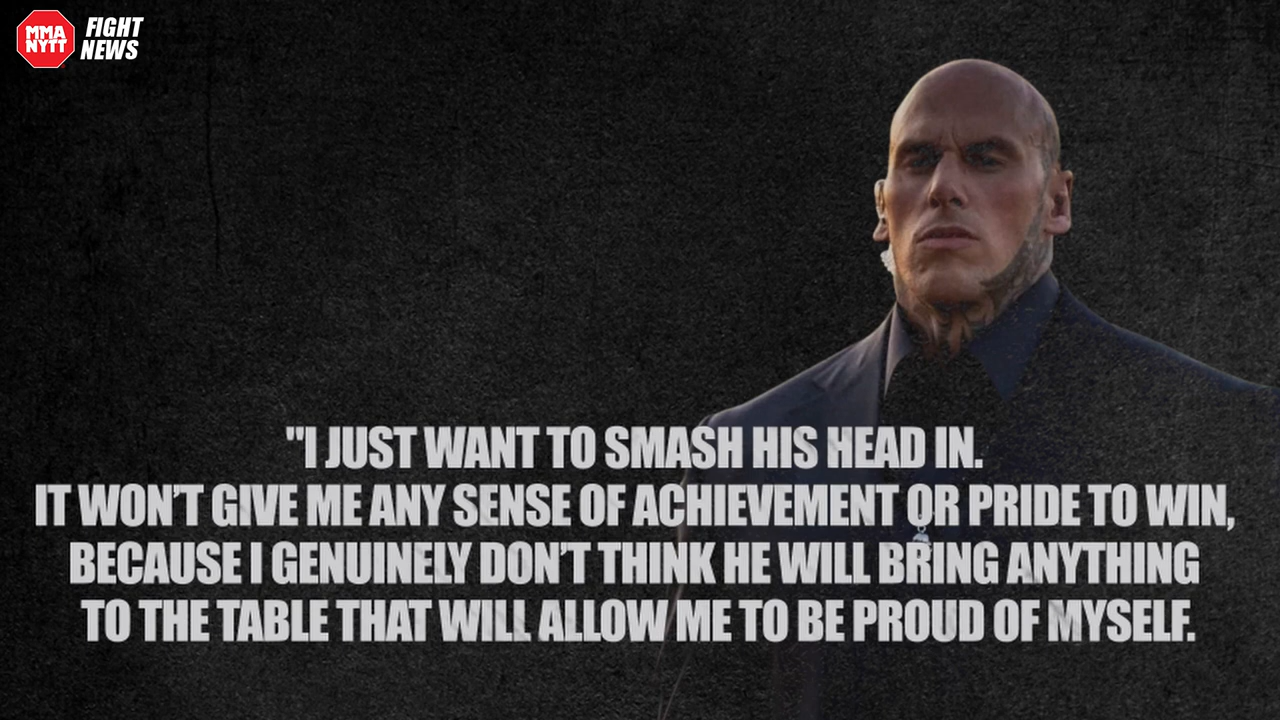 MMA
NYTT
FIGHT
NEWS
"I JUST WANT TO SMASH HIS HEAD IN.
IT WON'T GIVE ME ANY SENSE OF ACHIEVEMENT OR PRIDE TO WIN,
BECAUSE I GENUINELY DON'T THINK HE WILL BRING ANYTHING
TO THE TABLE THAT WILL ALLOW ME TO BE PROUD OF MYSELF.